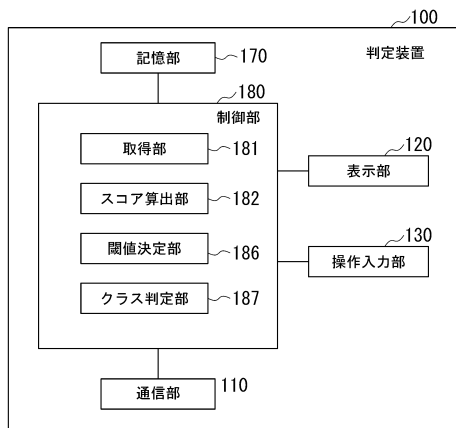 100
判定装置
記憶部
170
180
制御部
取得部
181
スコア算出部
182
閾値決定部
186
クラス判定部
187
120
表示部
130
操作入力部
通信部
110